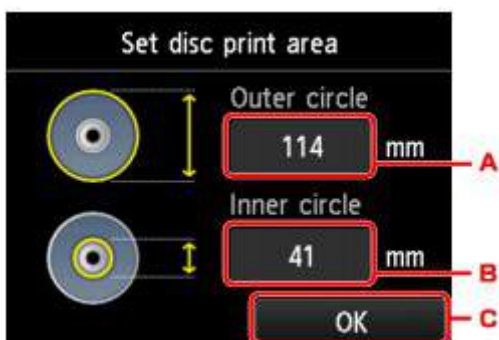 Set disc print area
Outer circle
114 mm A
Inner circle
41 mm B
OK C